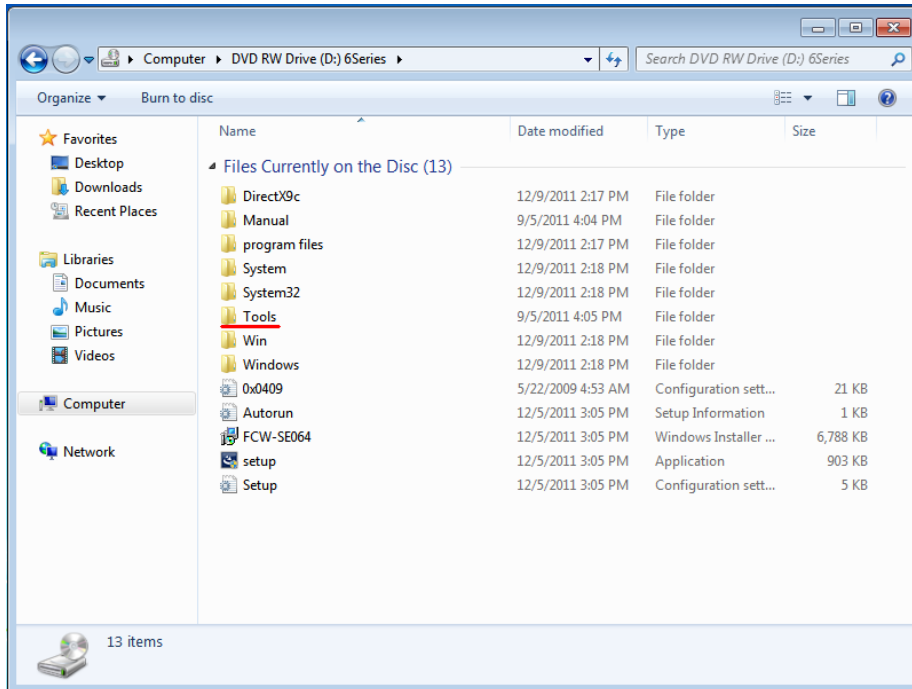 Computer DVD RW Drive (D:) 6Series Search DVD RW Drive (D:) 6Series
Organize Burn to disc
Favorites
Desktop
Downloads
Recent Places
Libraries
Documents
Music
Pictures
Videos
Computer
Network
Name Date modified Type Size
Files Currently on the Disc (13)
DirectX9c 12/9/2011 2:17 PM File folder
Manual 9/5/2011 4:04 PM File folder
program files 12/9/2011 2:17 PM File folder
System 12/9/2011 2:18 PM File folder
System32 12/9/2011 2:18 PM File folder
Tools 9/5/2011 4:05 PM File folder
Win 12/9/2011 2:18 PM File folder
Windows 12/9/2011 2:18 PM File folder
0x0409 5/22/2009 4:53 AM Configuration sett... 21 KB
Autorun 12/5/2011 3:05 PM Setup Information 1 KB
FCW-SE064 12/5/2011 3:05 PM Windows Installer ... 6,788 KB
setup 12/5/2011 3:05 PM Application 903 KB
Setup 12/5/2011 3:05 PM Configuration sett... 5 KB
13 items